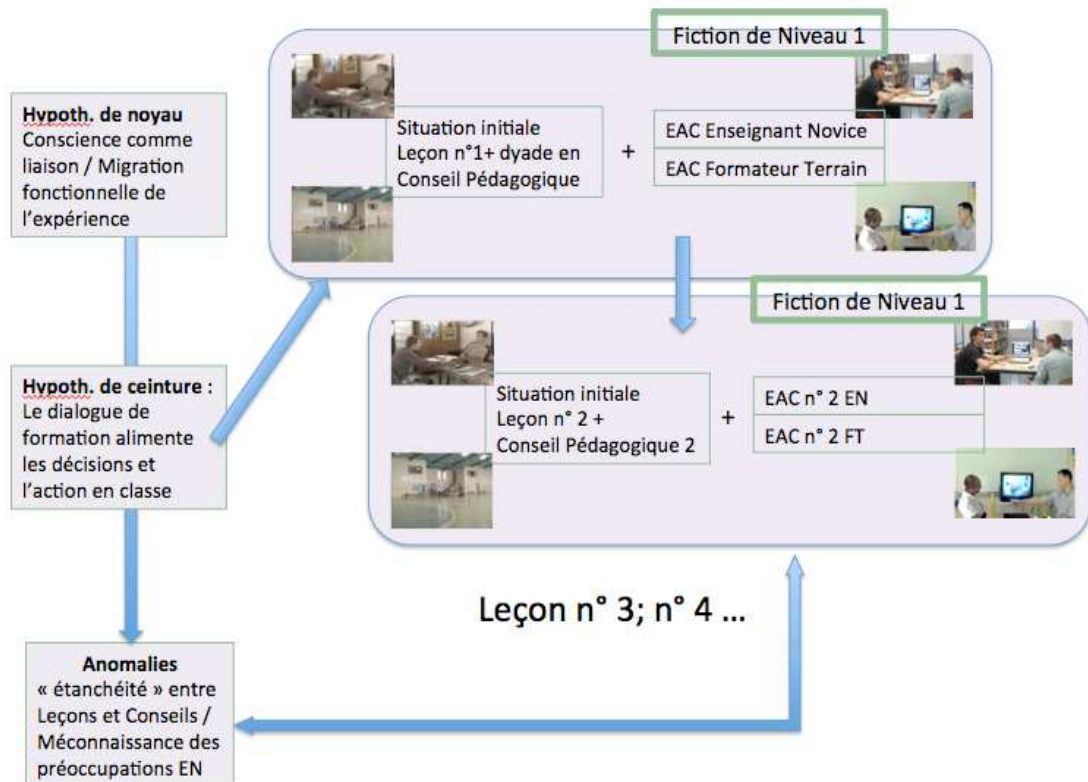 Fiction de Niveau 1
Hypoth. de noyau
Conscience comme
liaison / Migration
fonctionnelle de
l'expérience
Situation initiale
Leçon n°1+ dyade en
Conseil Pédagogique
+
EAC Enseignant Novice
EAC Formateur Terrain
Fiction de Niveau 1
Hypoth. de ceinture :
Le dialogue de
formation alimente
les décisions et
l'action en classe
Situation initiale
Leçon n° 2 +
Conseil Pédagogique 2
+
EAC n° 2 EN
EAC n° 2 FT
Leçon n° 3; n° 4 ...
Anomalies
« étanchéité » entre
Leçons et Conseils /
Méconnaissance des
préoccupations EN